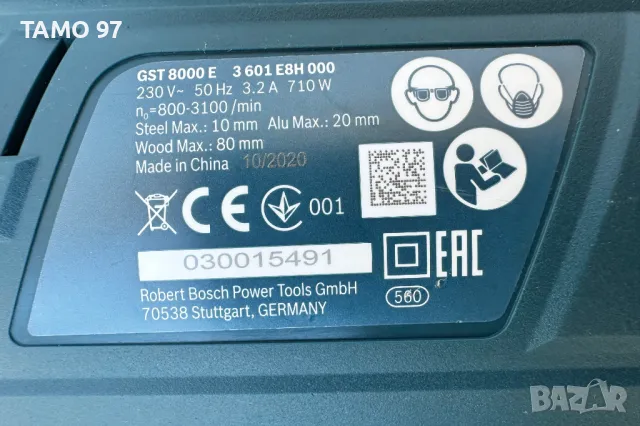 TAMO 97
GST 8000 E 3 601 E8H 000
230 V~ 50 Hz 3.2 A 710 W
n₀=800-3100 /min
Steel Max.: 10 mm Alu Max.: 20 mm
Wood Max.: 80 mm
Made in China 10/2020
CE 001
030015491
EAC
Robert Bosch Power Tools GmbH
70538 Stuttgart, GERMANY
560
BAZAR